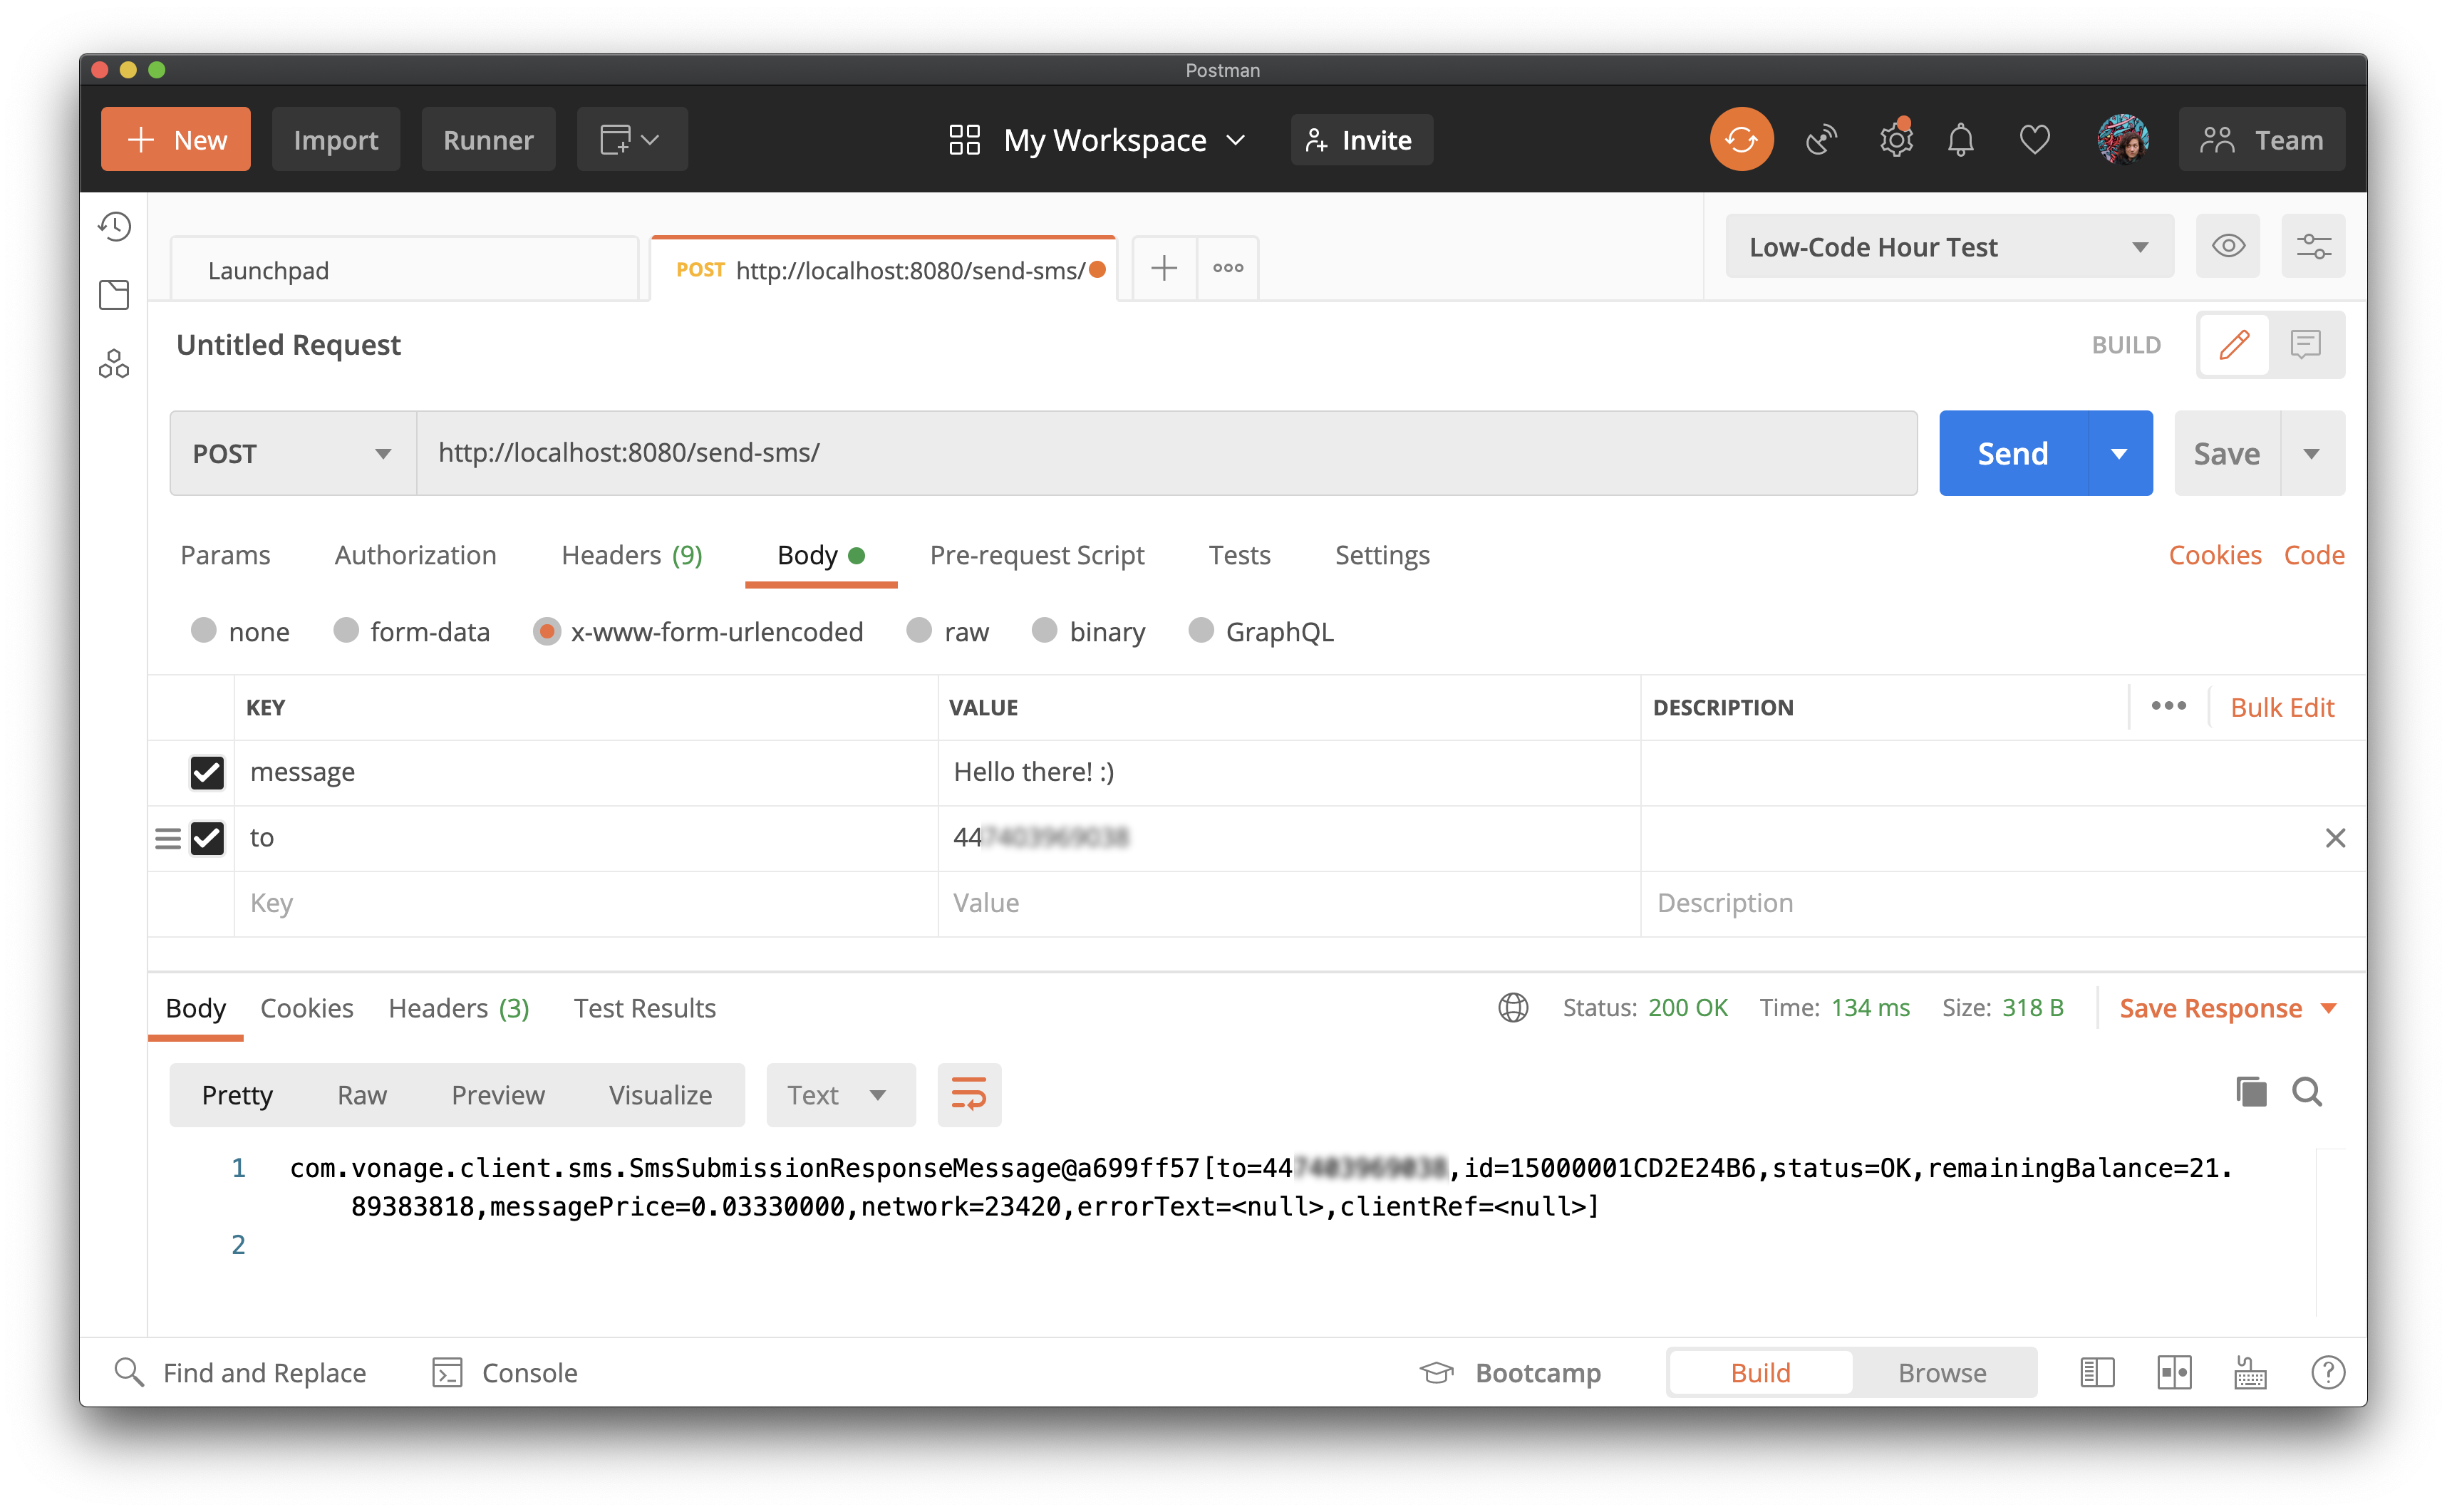 Postman
New Import Runner My Workspace Invite Team
Launchpad POST http://localhost:8080/send-sms/ Low-Code Hour Test
Untitled Request BUILD
POST http://localhost:8080/send-sms/ Send Save
Params Authorization Headers (9) Body Pre-request Script Tests Settings Cookies Code
none form-data x-www-form-urlencoded raw binary GraphQL
KEY VALUE DESCRIPTION Bulk Edit
message Hello there! :)
to 44
Key Value Description
Body Cookies Headers (3) Test Results Status: 200 OK Time: 134 ms Size: 318 B Save Response
Pretty Raw Preview Visualize Text
1 com.vonage.client.sms.SmsSubmissionResponseMessage@a699ff57[to=44,id=15000001CD2E24B6,status=OK,remainingBalance=21.
89383818,messagePrice=0.03330000,network=23420,errorText=<null>,clientRef=<null>]
2
Find and Replace Console Bootcamp Build Browse